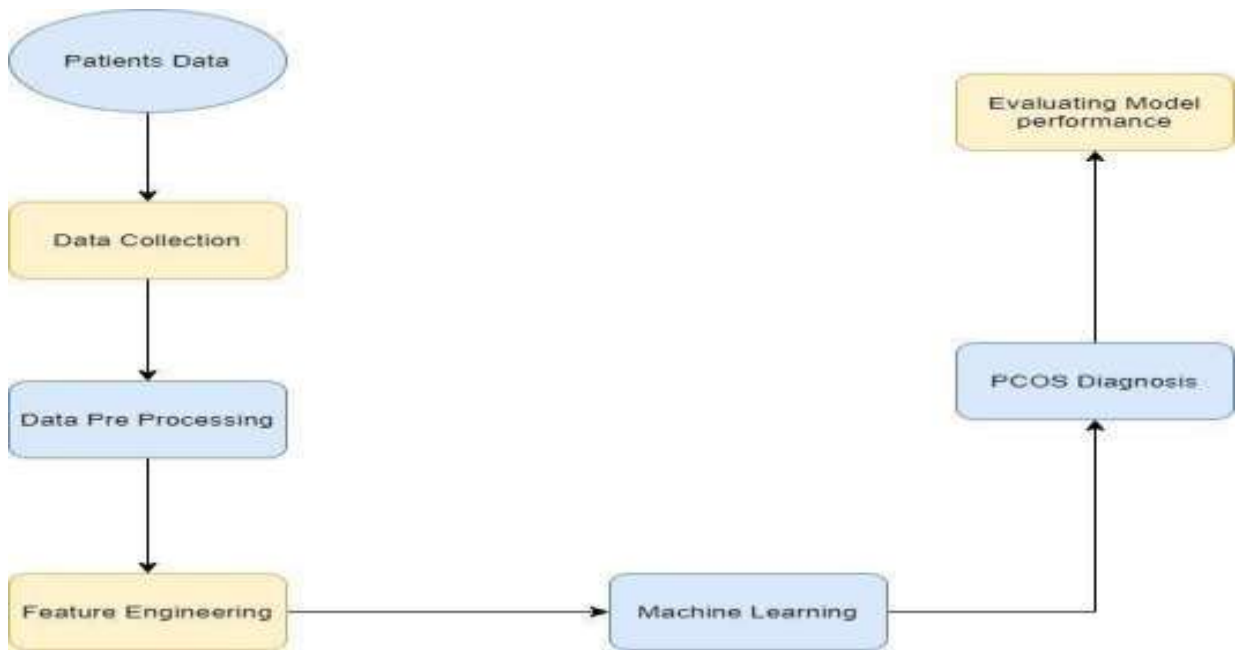 Patients Data
Data Collection
Data Pre Processing
Feature Engineering
Machine Learning
PCOS Diagnosis
Evaluating Model
performance